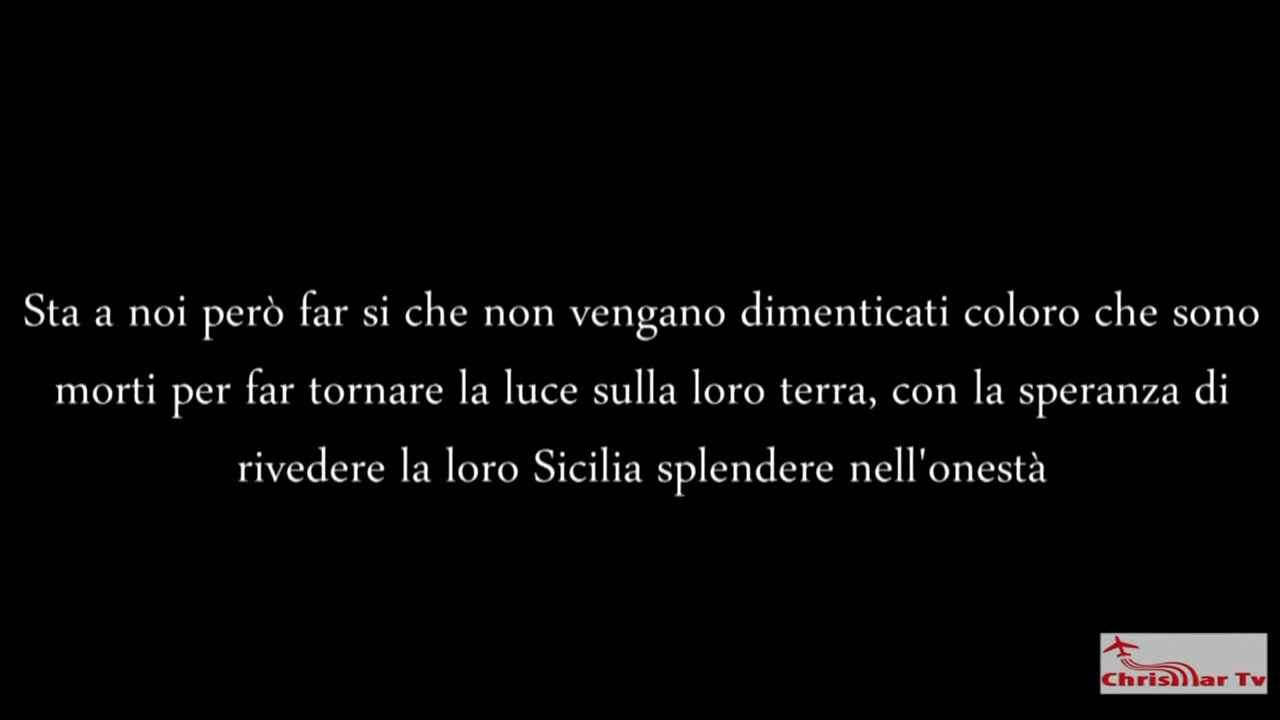 Sta a noi però far si che non vengano dimenticati coloro che sono
morti per far tornare la luce sulla loro terra, con la speranza di
rivedere la loro Sicilia splendere nell'onestà
ChrisMar Tv